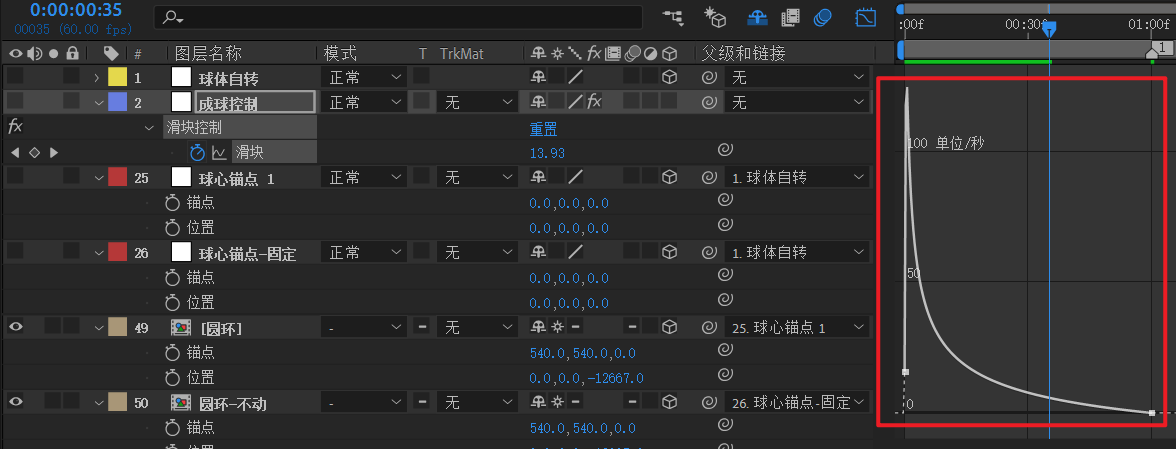 0:00:00:35
00035 (60.00 fps)
:00f 00:30f 01:00f
1
# 图层名称 模式 T TrkMat fx 父级和链接
1 球体自转 正常 无
2 成球控制 正常 无 fx 无
fx 滑块控制 重置
滑块 13.93
100 单位/秒
25 球心锚点 1 正常 无 1. 球体自转
锚点 0.0,0.0,0.0
位置 0.0,0.0,0.0
26 球心锚点-固定 正常 无 1. 球体自转
锚点 0.0,0.0,0.0
50
位置 0.0,0.0,0.0
49 [圆环] - 无 25. 球心锚点 1
锚点 540.0,540.0,0.0
位置 0.0,0.0,-12667.0
50 圆环-不动 - 无 26. 球心锚点-固定
0
锚点 540.0,540.0,0.0